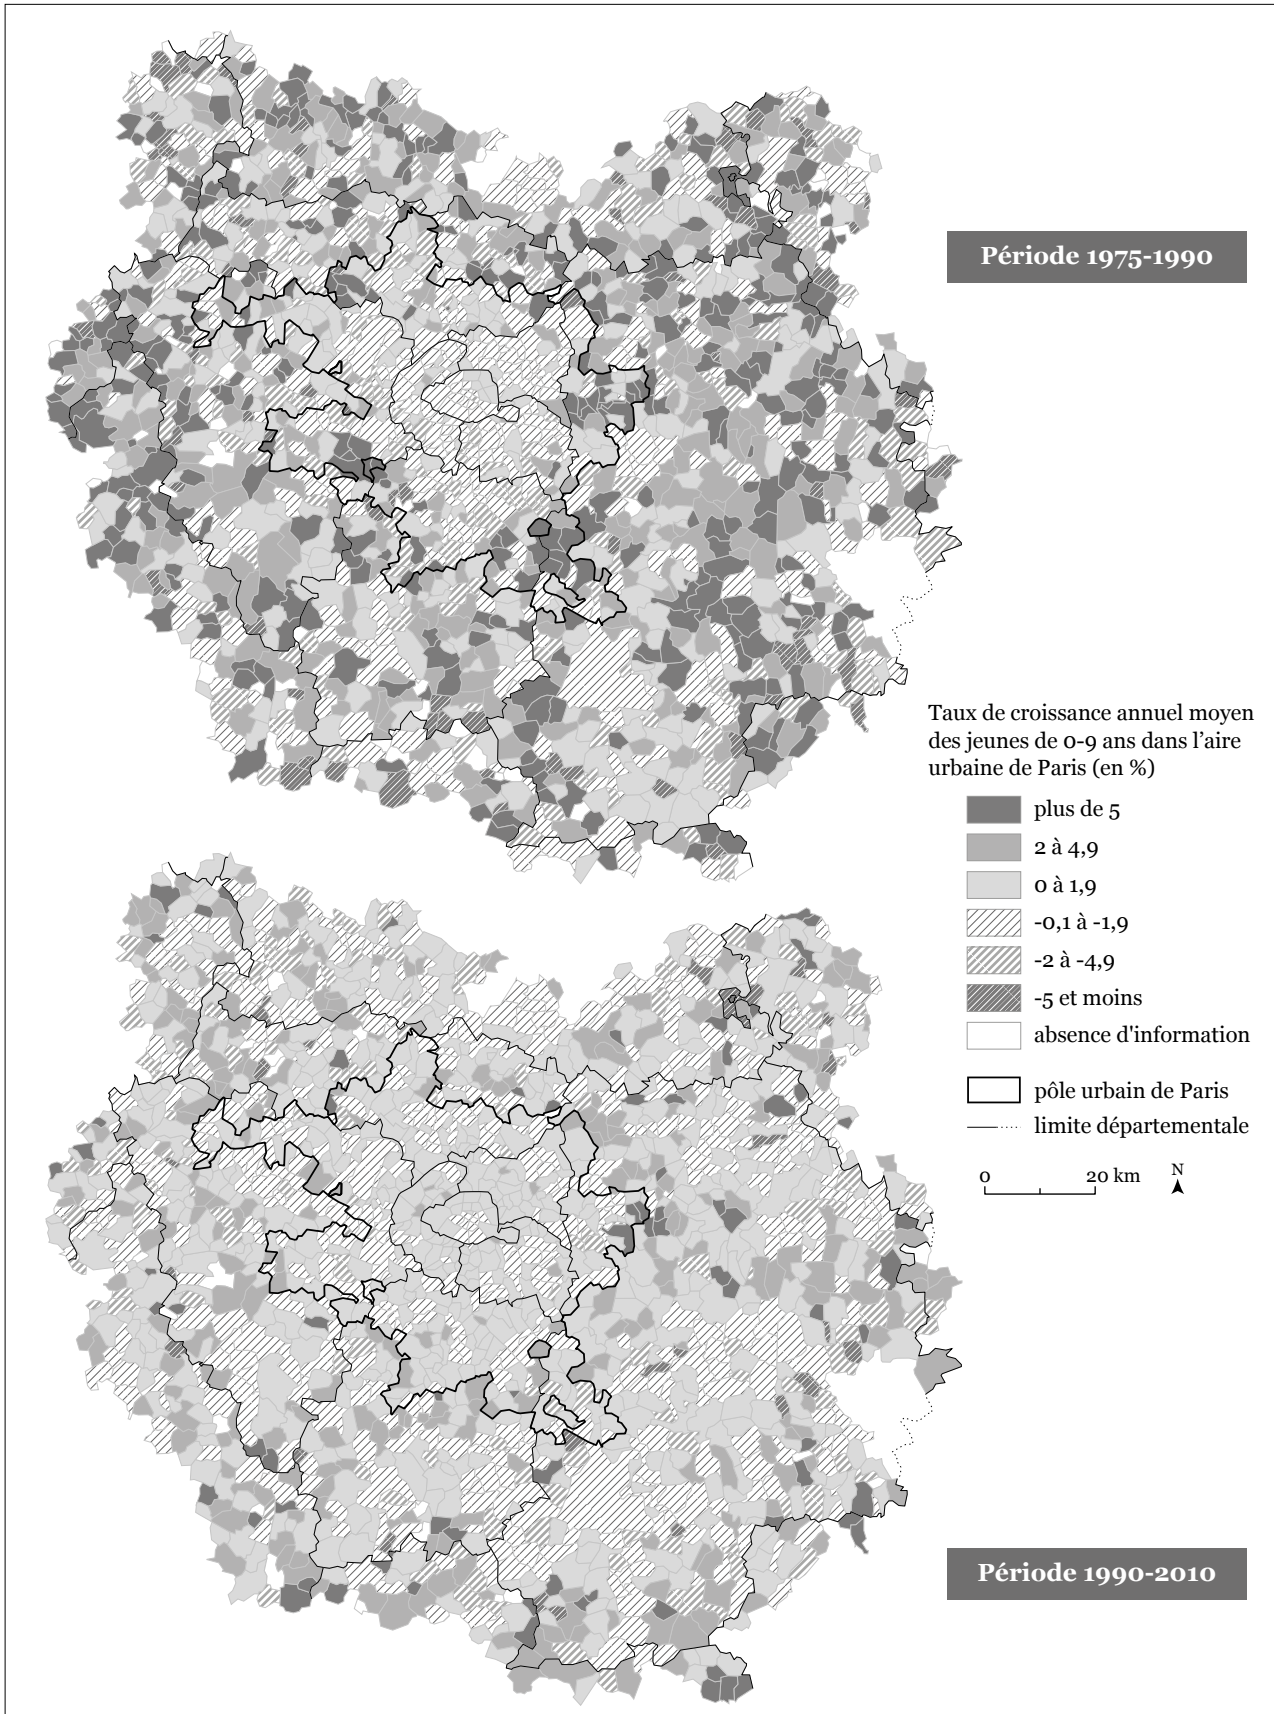 Période 1975-1990
Taux de croissance annuel moyen
des jeunes de 0-9 ans dans l'aire
urbaine de Paris (en %)
plus de 5
2 à 4,9
0 à 1,9
-0,1 à -1,9
-2 à -4,9
-5 et moins
absence d'information
pôle urbain de Paris
limite départementale
0 20 km N
Période 1990-2010